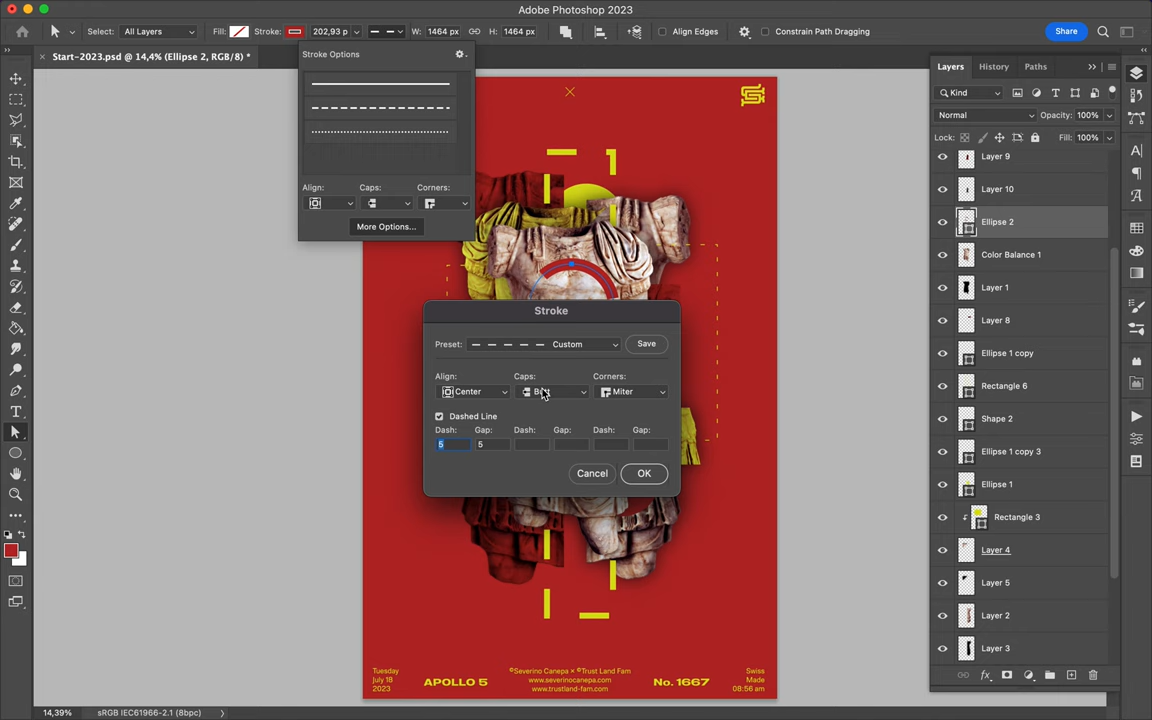 Adobe Photoshop 2023
Select: All Layers Fill: Stroke: 202,93 p W: 1464 px H: 1464 px Align Edges Constrain Path Dragging Share
Start-2023.psd @ 14,4% (Ellipse 2, RGB/8) *
Stroke Options
Align: Caps: Corners:
More Options...
Stroke
Preset: Custom Save
Align: Caps: Corners:
Center Butt Miter
Dashed Line
Dash: Gap: Dash: Gap: Dash: Gap:
5 5
Cancel OK
Tuesday
July 18
2023
APOLLO 5
©Severino Canepa × ©Trust Land Fam
www.severinocanepa.com
www.trustland-fam.com
No. 1667
Swiss
Made
08:56 am
Layers History Paths
Kind
Normal Opacity: 100%
Lock: Fill: 100%
Layer 9
Layer 10
Ellipse 2
Color Balance 1
Layer 1
Layer 8
Ellipse 1 copy
Rectangle 6
Shape 2
Ellipse 1 copy 3
Ellipse 1
Rectangle 3
Layer 4
Layer 5
Layer 2
Layer 3
14,39% sRGB IEC61966-2.1 (8bpc)